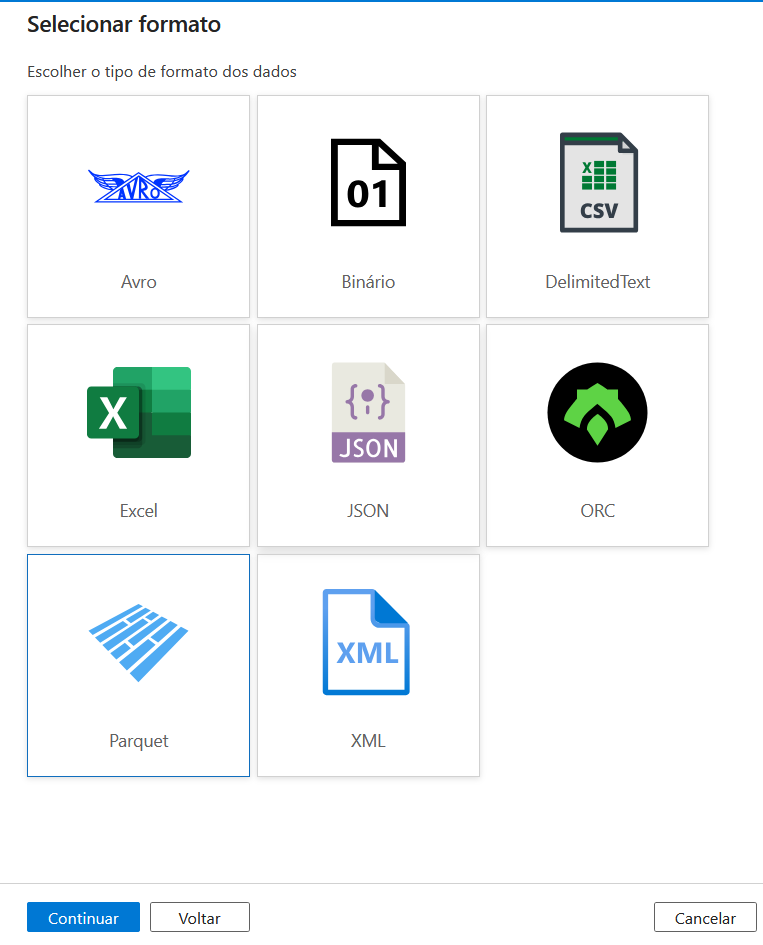 Selecionar formato
Escolher o tipo de formato dos dados
AVRO
01
X
CSV
Avro
Binário
DelimitedText
X
{ }
JSON
Excel
JSON
ORC
XML
Parquet
XML
Continuar
Voltar
Cancelar